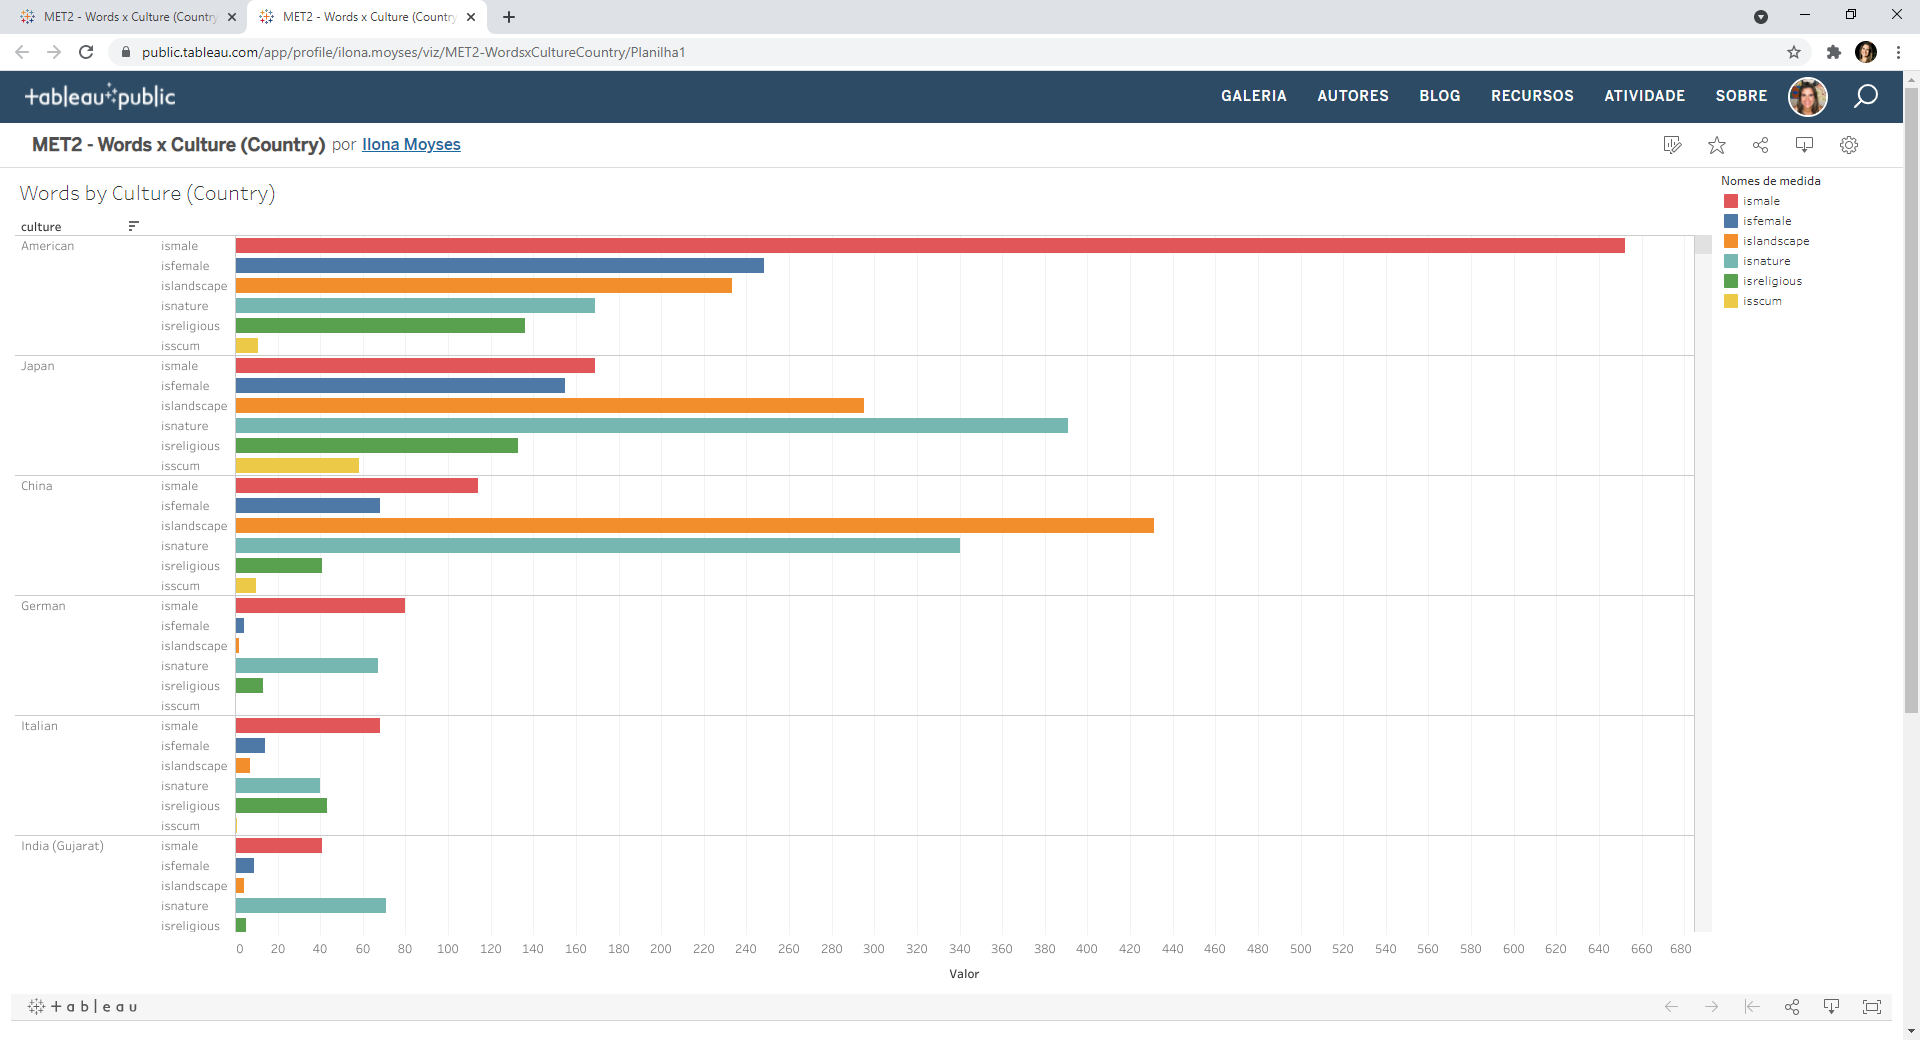 MET2 - Words x Culture (Country
MET2 - Words x Culture (Country
public.tableau.com/app/profile/ilona.moyses/viz/MET2-WordsxCultureCountry/Planilha1
+ableau public
GALERIA AUTORES BLOG RECURSOS ATIVIDADE SOBRE
MET2 - Words x Culture (Country) por Ilona Moyses
Words by Culture (Country)
culture
American
ismale
isfemale
islandscape
isnature
isreligious
isscum
Japan
ismale
isfemale
islandscape
isnature
isreligious
isscum
China
ismale
isfemale
islandscape
isnature
isreligious
isscum
German
ismale
isfemale
islandscape
isnature
isreligious
isscum
Italian
ismale
isfemale
islandscape
isnature
isreligious
isscum
India (Gujarat)
ismale
isfemale
islandscape
isnature
isreligious
0 20 40 60 80 100 120 140 160 180 200 220 240 260 280 300 320 340 360 380 400 420 440 460 480 500 520 540 560 580 600 620 640 660 680
Valor
Nomes de medida
ismale
isfemale
islandscape
isnature
isreligious
isscum
+ableau